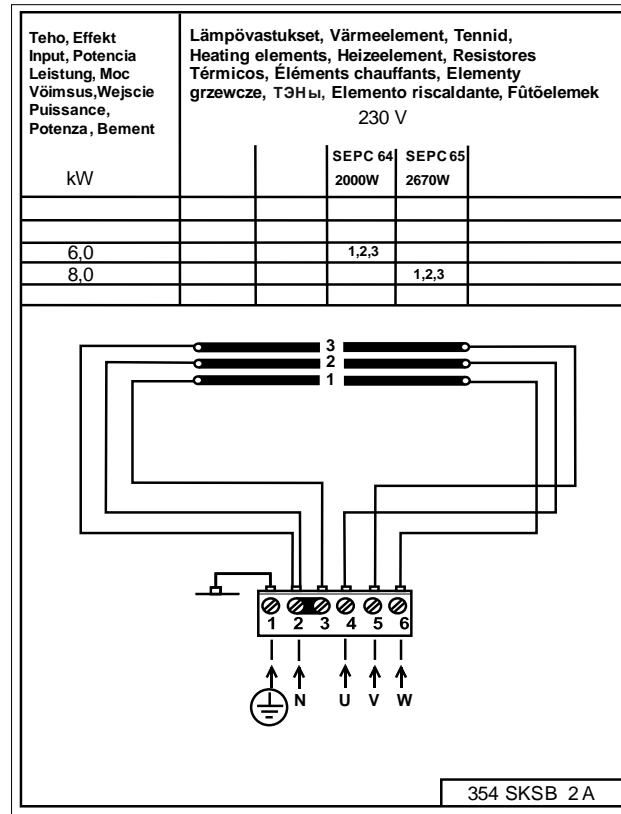 Teho, Effekt
Input, Potencia
Leistung, Moc
Vöimsus,Wejscie
Puissance,
Potenza, Bement
kW
Lämpövastukset, Värmeelement, Tennid,
Heating elements, Heizeelement, Resistores
Térmicos, Éléments chauffants, Elementy
grzewcze, ТЭНы, Elemento riscaldante, Fûtõelemek
230 V
SEPC 64 SEPC 65
2000W 2670W
6,0 1,2,3
8,0 1,2,3
3
2
1
1 2 3 4 5 6
N U V W
354 SKSB 2 A